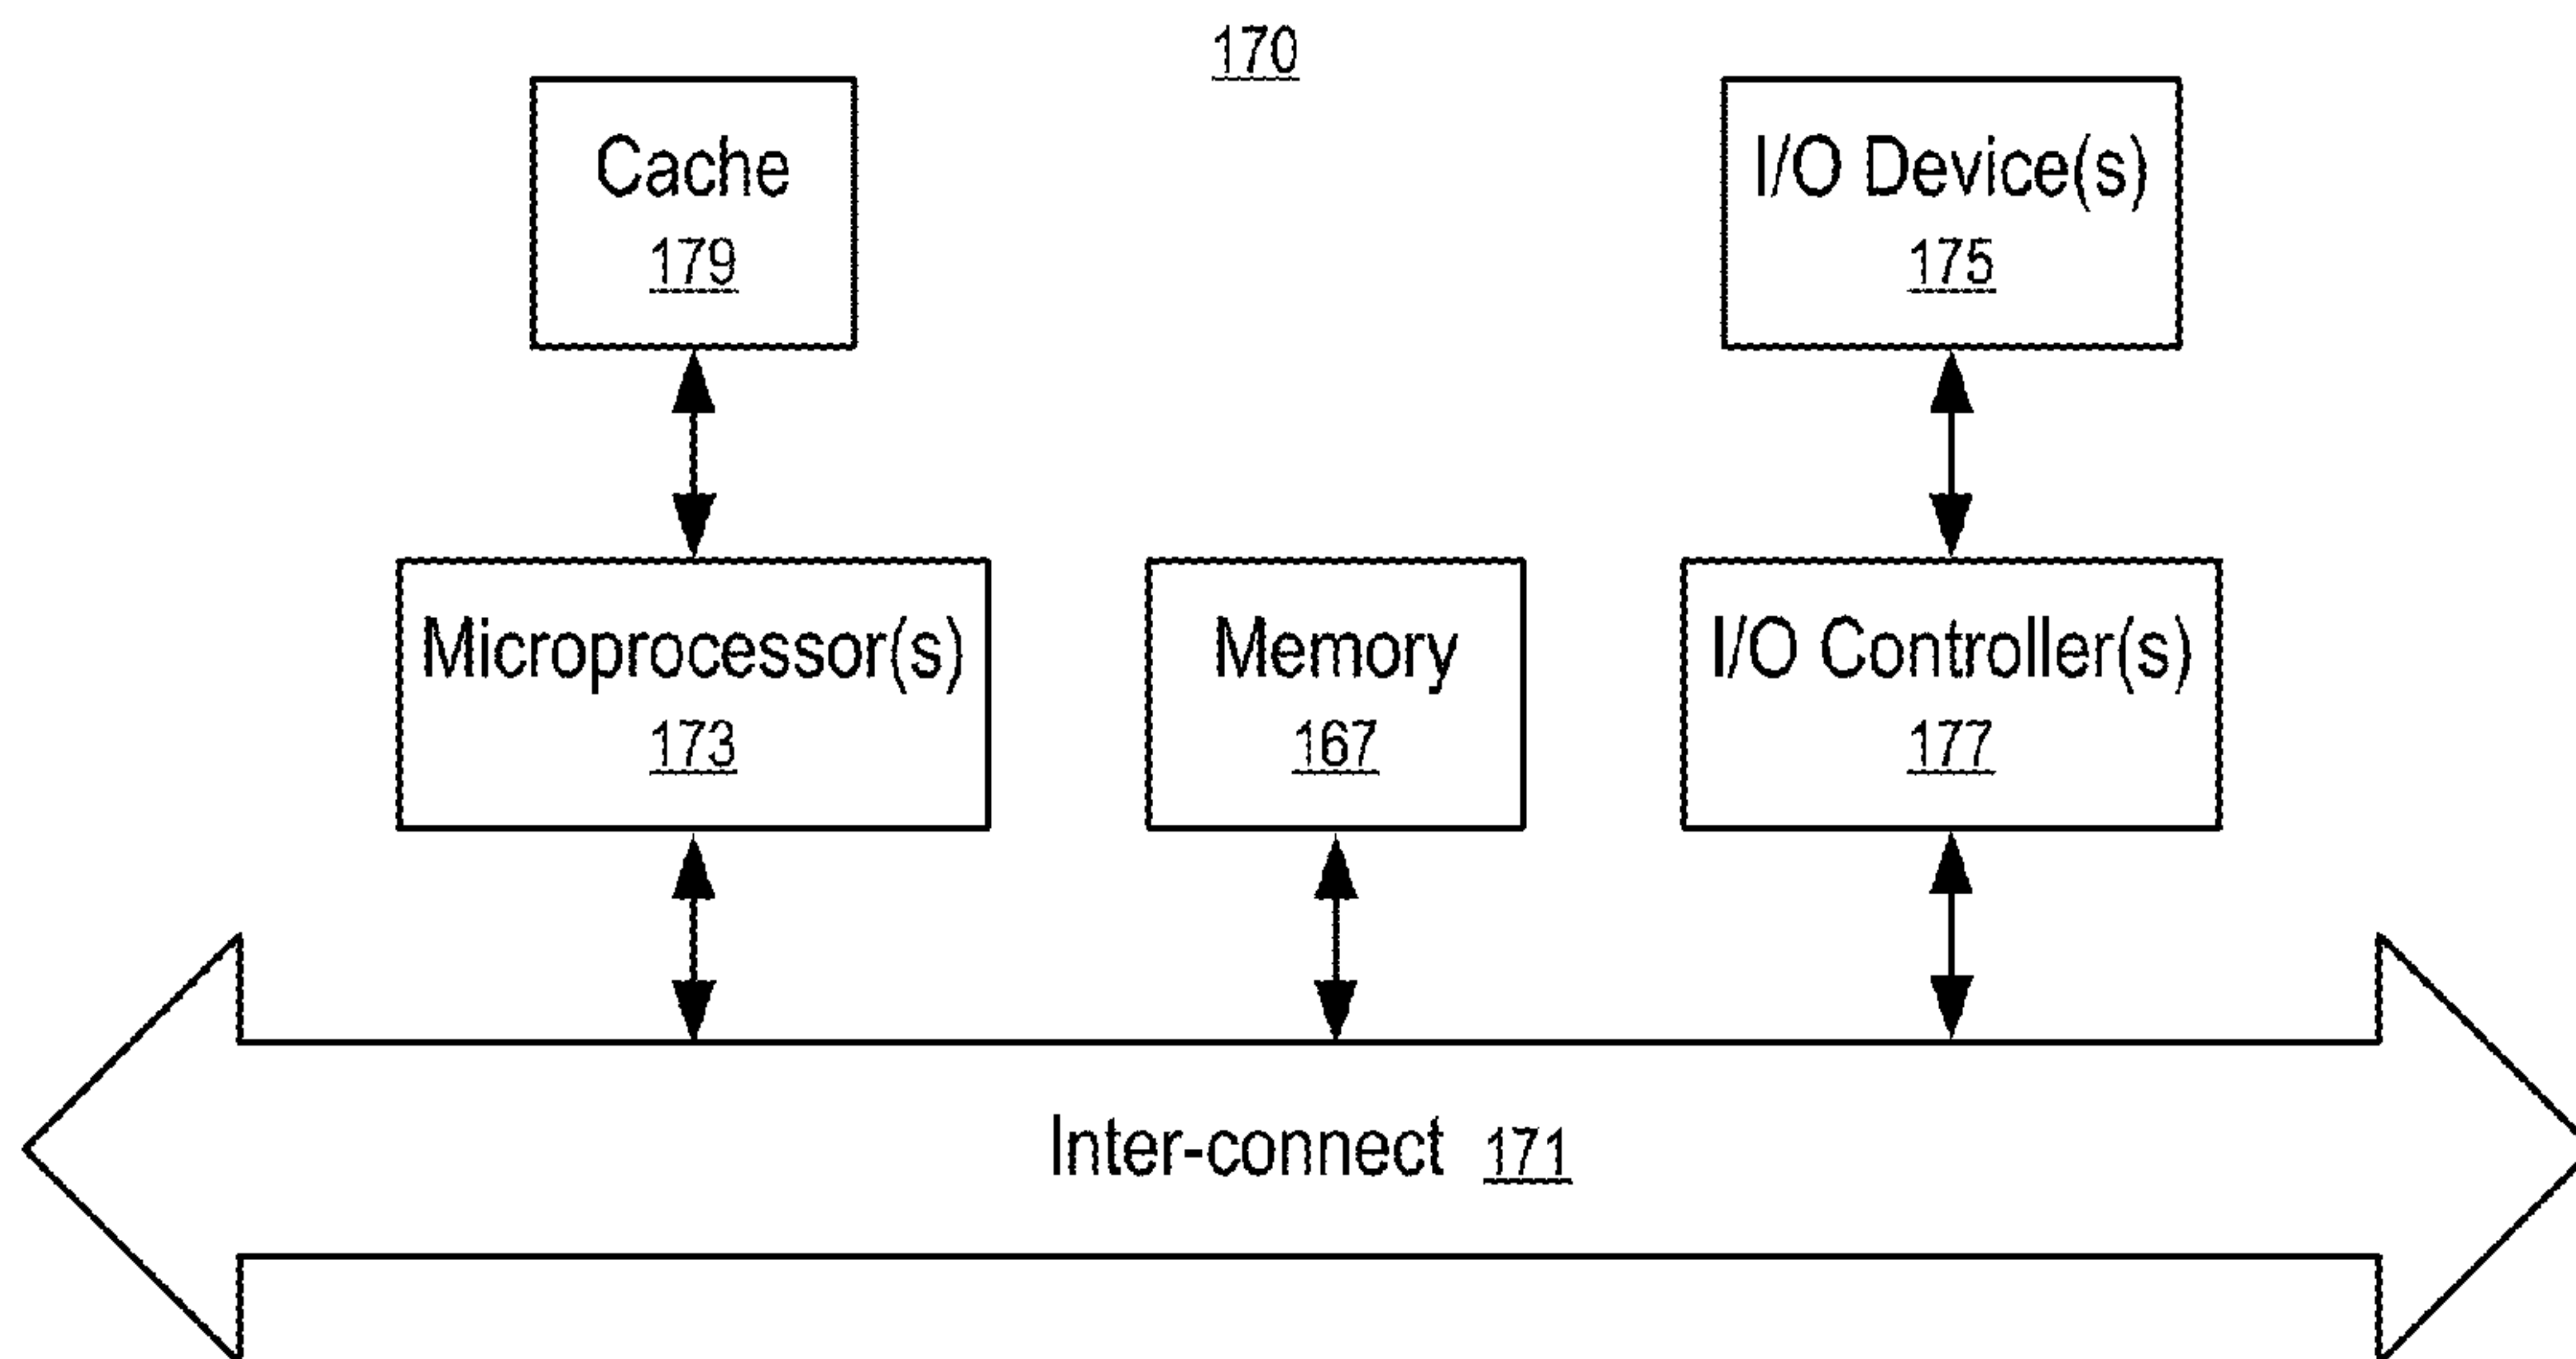 170
Cache
179
I/O Device(s)
175
Microprocessor(s)
173
Memory
167
I/O Controller(s)
177
Inter-connect 171